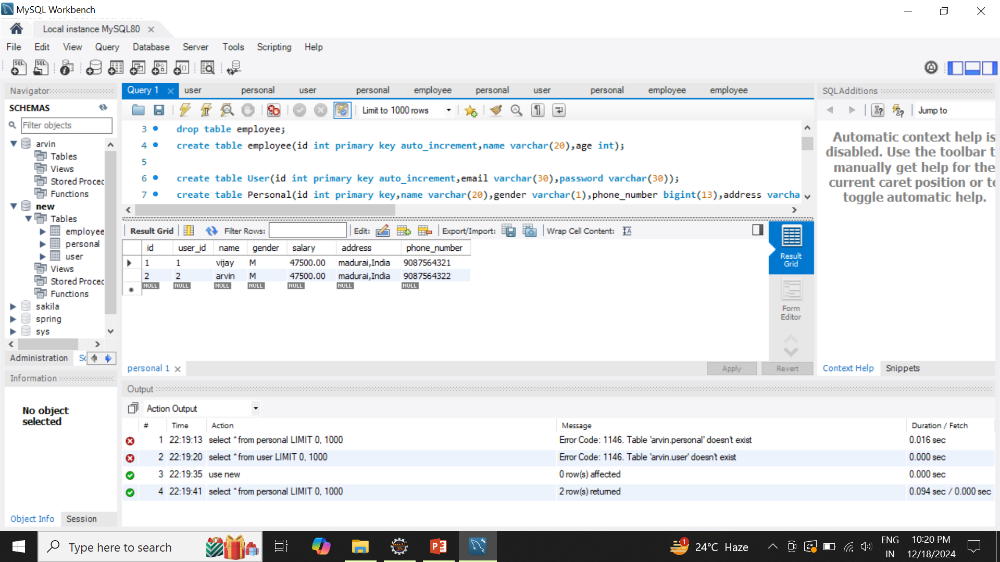 MySQL Workbench
Local instance MySQL80
File Edit View Query Database Server Tools Scripting Help
Navigator
SCHEMAS
Filter objects
arvin
Tables
Views
Stored Proced
Functions
new
Tables
employee
personal
user
Views
Stored Proced
Functions
sakila
spring
sys
Administration
Information
No object
selected
Object Info Session
Query 1 user personal user personal employee personal user personal employee employee
Limit to 1000 rows
3 drop table employee;
4 create table employee(id int primary key auto_increment,name varchar(20),age int);
5
6 create table User(id int primary key auto_increment,email varchar(30),password varchar(30));
7 create table Personal(id int primary key,name varchar(20),gender varchar(1),phone_number bigint(13),address varcha
Result Grid Filter Rows: Edit: Export/Import: Wrap Cell Content:
id user_id name gender salary address phone_number
1 1 vijay M 47500.00 madurai,India 9087564321
2 2 arvin M 47500.00 madurai,India 9087564322
NULL NULL NULL NULL NULL NULL NULL
Result
Grid
Form
Editor
personal 1
Apply Revert
SQLAdditions
Jump to
Automatic context help is
disabled. Use the toolbar t
manually get help for the
current caret position or to
toggle automatic help.
Context Help Snippets
Output
Action Output
# Time Action Message Duration / Fetch
1 22:19:13 select * from personal LIMIT 0, 1000 Error Code: 1146. Table 'arvin.personal' doesn't exist 0.016 sec
2 22:19:20 select * from user LIMIT 0, 1000 Error Code: 1146. Table 'arvin.user' doesn't exist 0.000 sec
3 22:19:35 use new 0 row(s) affected 0.000 sec
4 22:19:41 select * from personal LIMIT 0, 1000 2 row(s) returned 0.094 sec / 0.000 sec
Type here to search
1
24°C Haze
ENG
IN
10:20 PM
12/18/2024